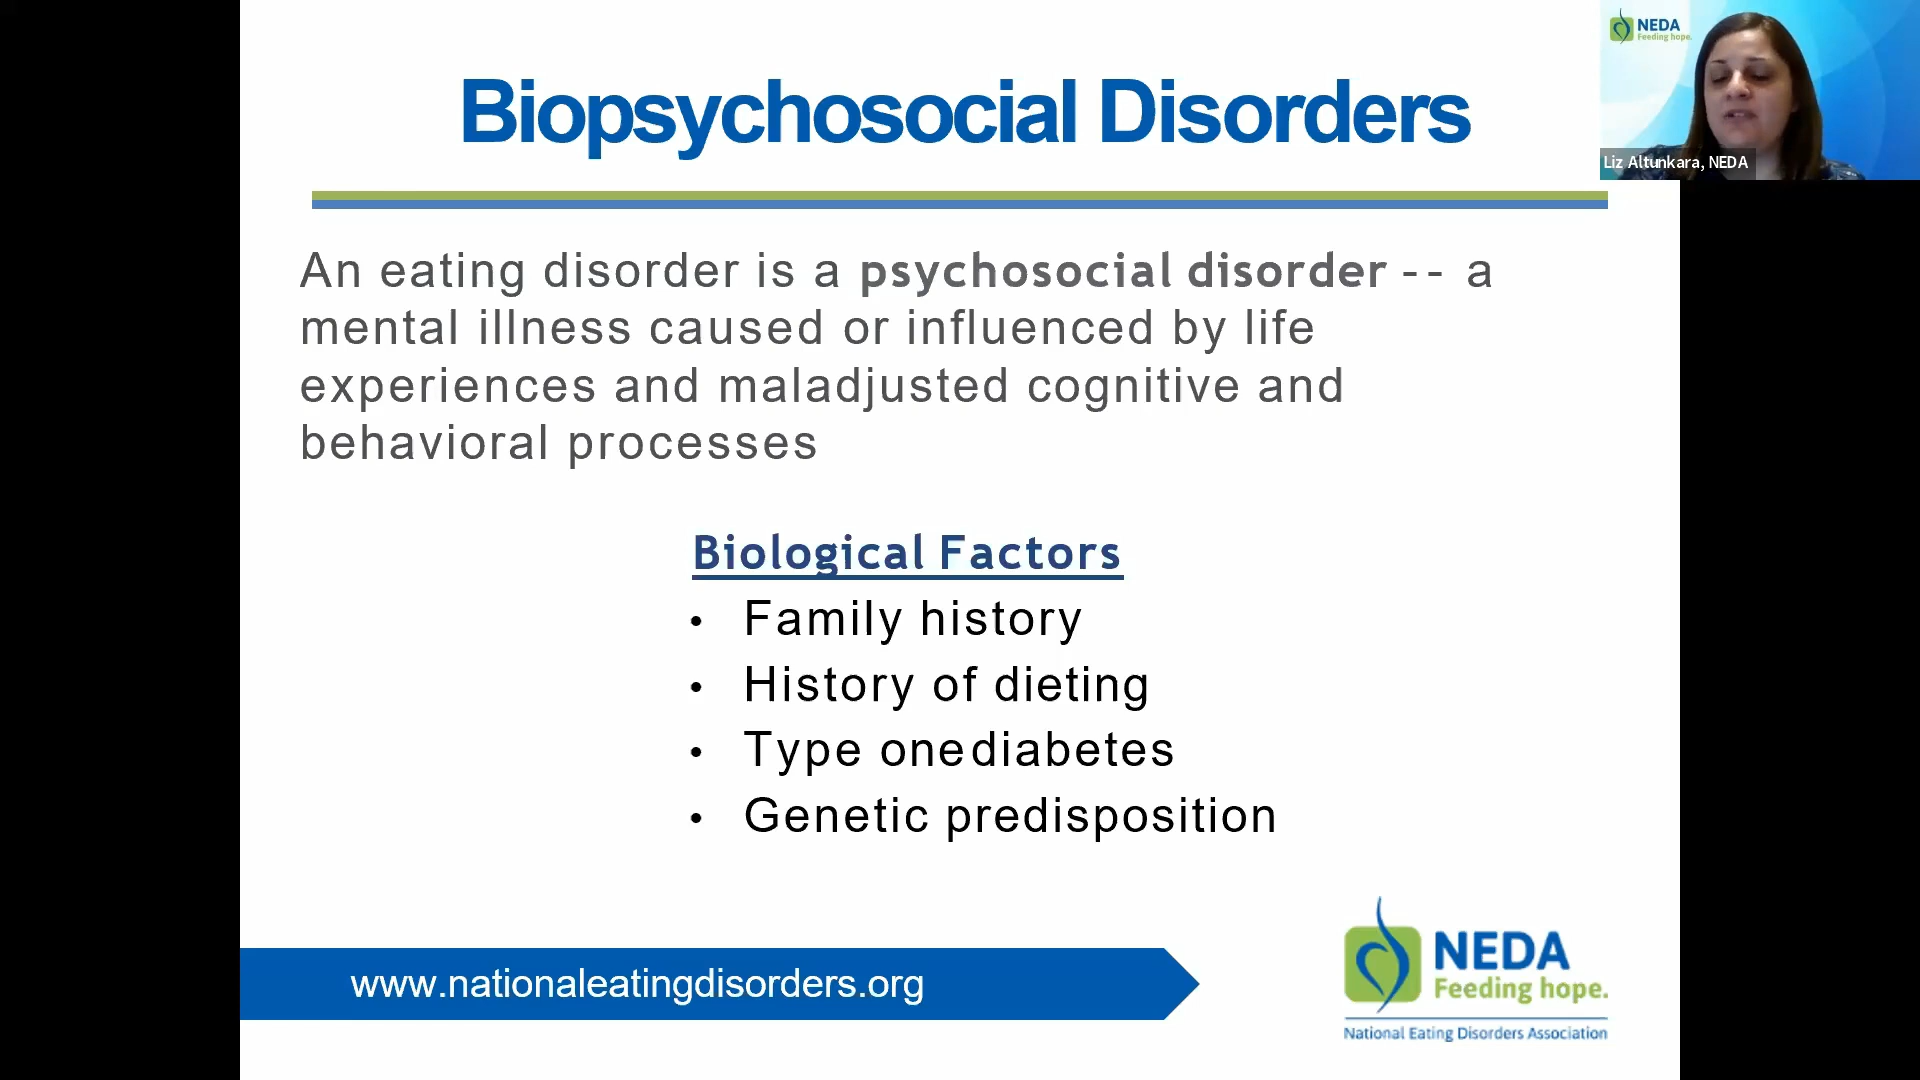 Biopsychosocial Disorders
NEDA
Feeding hope.
Liz Altunkara, NEDA
An eating disorder is a psychosocial disorder -- a
mental illness caused or influenced by life
experiences and maladjusted cognitive and
behavioral processes
Biological Factors
• Family history
• History of dieting
• Type onediabetes
• Genetic predisposition
www.nationaleatingdisorders.org
NEDA
Feeding hope.
National Eating Disorders Association